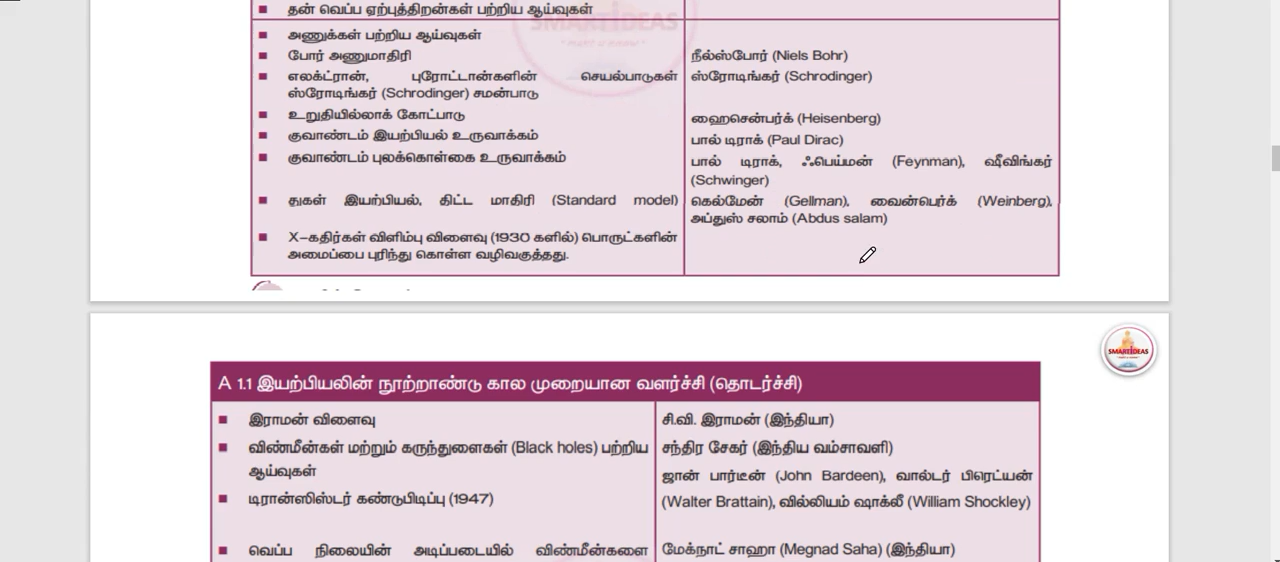 தன் வெப்ப ஏற்புத்திறன்கள் பற்றிய ஆய்வுகள்
SMART IDEAS
அணுக்கள் பற்றிய ஆய்வுகள்
போர் அணுமாதிரி
நீல்ஸ்போர் (Niels Bohr)
எலக்ட்ரான், புரோட்டான்களின் செயல்பாடுகள்
ஸ்ரோடிங்கர் (Schrodinger)
ஸ்ரோடிங்கர் (Schrodinger) சமன்பாடு
உறுதியில்லாக் கோட்பாடு
ஹைசென்பர்க் (Heisenberg)
குவாண்டம் இயற்பியல் உருவாக்கம்
பால் டிராக் (Paul Dirac)
குவாண்டம் புலக்கொள்கை உருவாக்கம்
பால் டிராக், ஃபெய்மன் (Feynman), ஷீவிங்கர்
(Schwinger)
துகள் இயற்பியல், திட்ட மாதிரி (Standard model)
கெல்மேன் (Gellman), வைன்பெர்க் (Weinberg),
அப்துஸ் சலாம் (Abdus salam)
X–கதிர்கள் விளிம்பு விளைவு (1930 களில்) பொருட்களின்
அமைப்பை புரிந்து கொள்ள வழிவகுத்தது.
SMART IDEAS
A 1.1 இயற்பியலின் நூற்றாண்டு கால முறையான வளர்ச்சி (தொடர்ச்சி)
இராமன் விளைவு
சி.வி. இராமன் (இந்தியா)
விண்மீன்கள் மற்றும் கருந்துளைகள் (Black holes) பற்றிய
சந்திர சேகர் (இந்திய வம்சாவளி)
ஆய்வுகள்
ஜான் பார்டீன் (John Bardeen), வால்டர் பிரெட்யன்
டிரான்ஸிஸ்டர் கண்டுபிடிப்பு (1947)
(Walter Brattain), வில்லியம் ஷாக்லீ (William Shockley)
வெப்ப நிலையின் அடிப்படையில் விண்மீன்களை
மேக்நாட் சாஹா (Megnad Saha) (இந்தியா)